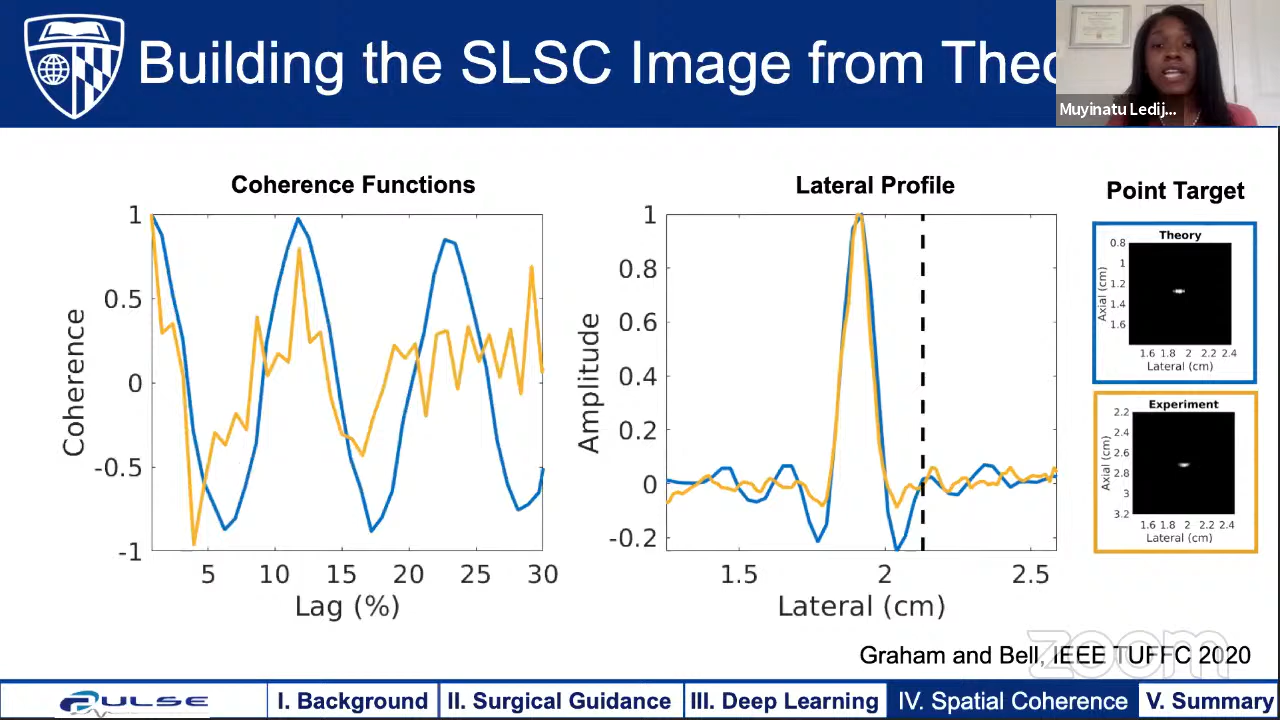 Building the SLSC Image from Theo
Muyinatu Ledij...
Coherence Functions
Coherence
1
0.5
0
-0.5
-1
5 10 15 20 25 30
Lag (%)
Lateral Profile
Amplitude
1
0.8
0.6
0.4
0.2
0
-0.2
1.5 2 2.5
Lateral (cm)
Point Target
Theory
Axial (cm)
0.8
1
1.2
1.4
1.6
1.6 1.8 2 2.2 2.4
Lateral (cm)
Experiment
Axial (cm)
2.2
2.4
2.6
2.8
3
3.2
1.6 1.8 2 2.2 2.4
Lateral (cm)
zoom
Graham and Bell, IEEE TUFFC 2020
PULSE
I. Background
II. Surgical Guidance
III. Deep Learning
IV. Spatial Coherence
V. Summary